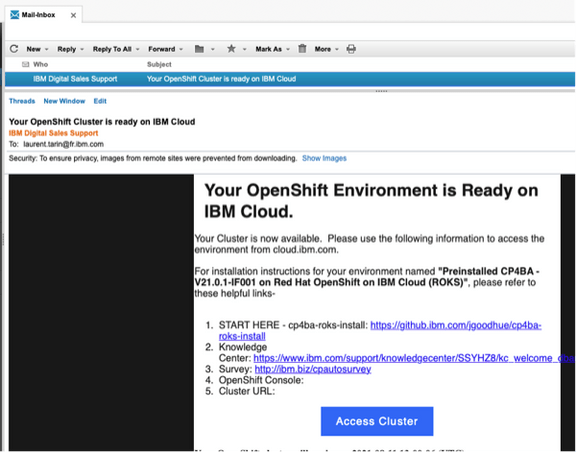 Mail-Inbox
New Reply Reply To All Forward Mark As More
Who Subject
IBM Digital Sales Support Your OpenShift Cluster is ready on IBM Cloud
Threads New Window Edit
Your OpenShift Cluster is ready on IBM Cloud
IBM Digital Sales Support
To: laurent.tarin@fr.ibm.com
Security: To ensure privacy, images from remote sites were prevented from downloading. Show Images
Your OpenShift Environment is Ready on
IBM Cloud.
Your Cluster is now available. Please use the following information to access the
environment from cloud.ibm.com.
For installation instructions for your environment named "Preinstalled CP4BA -
V21.0.1-IF001 on Red Hat OpenShift on IBM Cloud (ROKS)", please refer to
these helpful links-
1. START HERE - cp4ba-roks-install: https://github.ibm.com/jgoodhue/cp4ba-
roks-install
2. Knowledge
Center: https://www.ibm.com/support/knowledgecenter/SSYHZ8/kc_welcome_dba
3. Survey: http://ibm.biz/cpautosurvey
4. OpenShift Console:
5. Cluster URL:
Access Cluster